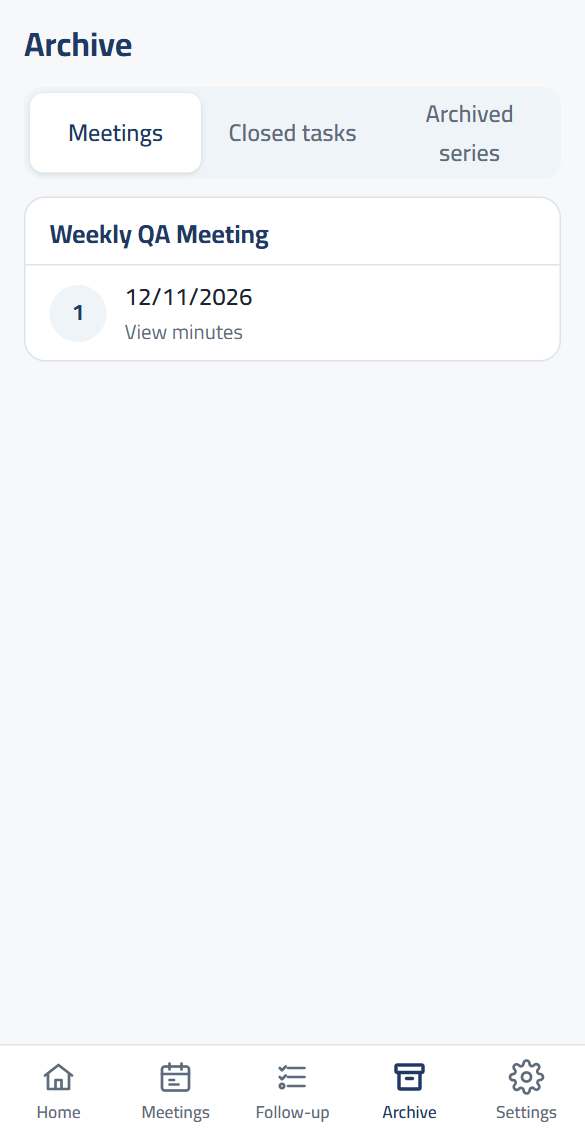 Archive
Meetings
Closed tasks
Archived
series
Weekly QA Meeting
1
12/11/2026
View minutes
Home
Meetings
Follow-up
Archive
Settings